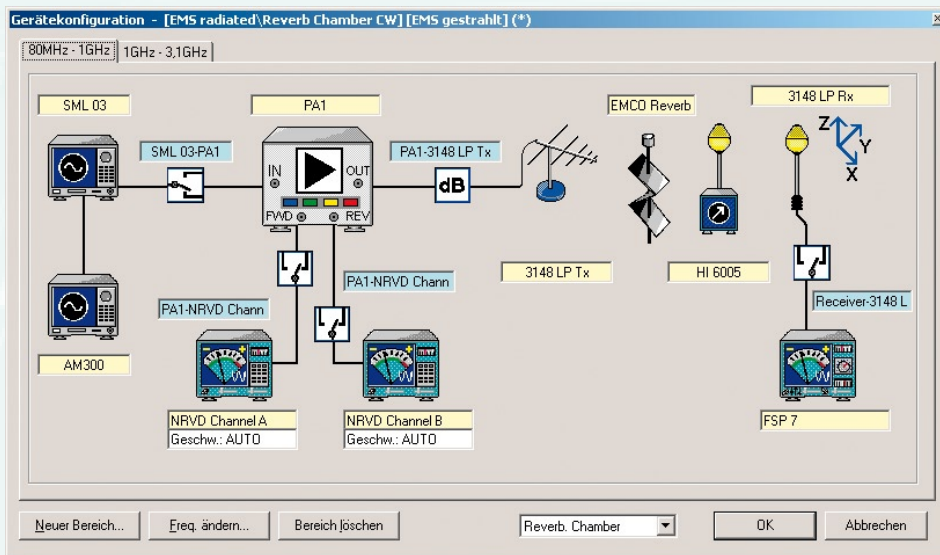 Gerätekonfiguration - [EMS radiated\Reverb Chamber CW] [EMS gestrahlt] (*)
80MHz - 1GHz
1GHz - 3,1GHz
SML 03
PA1
EMCO Reverb
3148 LP Rx
SML 03-PA1
PA1-3148 LP Tx
Z
Y
X
IN
OUT
dB
FWD
REV
3148 LP Tx
HI 6005
PA1-NRVD Chann
PA1-NRVD Chann
Receiver-3148 L
AM300
NRVD Channel A
Geschw.: AUTO
NRVD Channel B
Geschw.: AUTO
FSP 7
Neuer Bereich...
Freq. ändern...
Bereich löschen
Reverb. Chamber
OK
Abbrechen